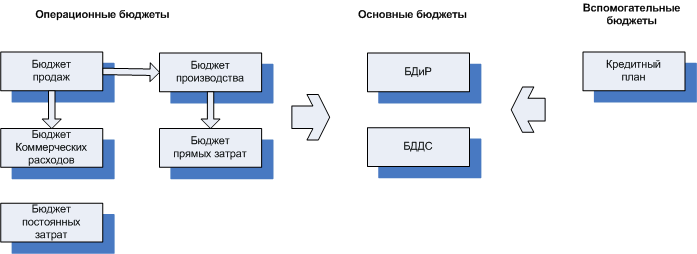 Операционные бюджеты
Основные бюджеты
Вспомогательные
бюджеты
Бюджет
продаж
Бюджет
производства
БДиР
Кредитный
план
Бюджет
Коммерческих
расходов
Бюджет
прямых затрат
БДДС
Бюджет
постоянных
затрат